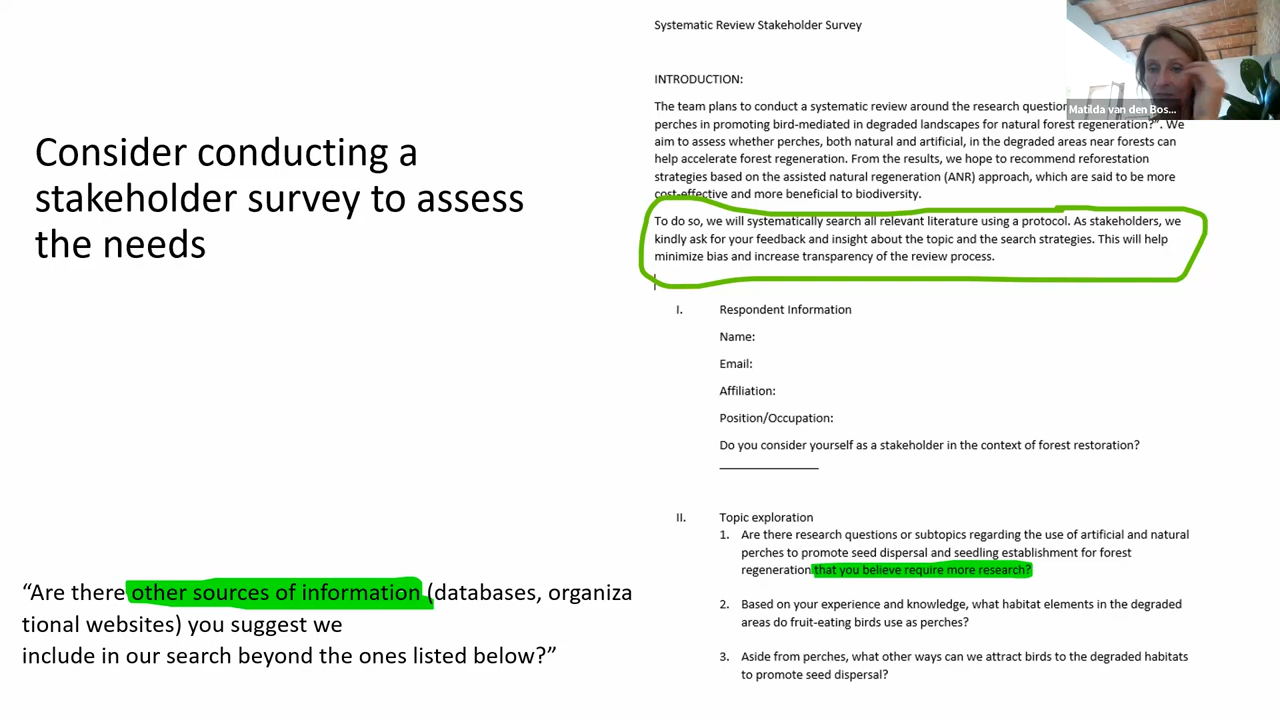 Consider conducting a
stakeholder survey to assess
the needs
“Are there other sources of information (databases, organiza
tional websites) you suggest we
include in our search beyond the ones listed below?”
Systematic Review Stakeholder Survey
INTRODUCTION:
The team plans to conduct a systematic review around the research question
perches in promoting bird-mediated in degraded landscapes for natural forest regeneration?”. We
aim to assess whether perches, both natural and artificial, in the degraded areas near forests can
help accelerate forest regeneration. From the results, we hope to recommend reforestation
strategies based on the assisted natural regeneration (ANR) approach, which are said to be more
cost-effective and more beneficial to biodiversity.
To do so, we will systematically search all relevant literature using a protocol. As stakeholders, we
kindly ask for your feedback and insight about the topic and the search strategies. This will help
minimize bias and increase transparency of the review process.
I. Respondent Information
Name:
Email:
Affiliation:
Position/Occupation:
Do you consider yourself as a stakeholder in the context of forest restoration?
II. Topic exploration
1. Are there research questions or subtopics regarding the use of artificial and natural
perches to promote seed dispersal and seedling establishment for forest
regeneration that you believe require more research?
2. Based on your experience and knowledge, what habitat elements in the degraded
areas do fruit-eating birds use as perches?
3. Aside from perches, what other ways can we attract birds to the degraded habitats
to promote seed dispersal?
Matilda van den Bos...